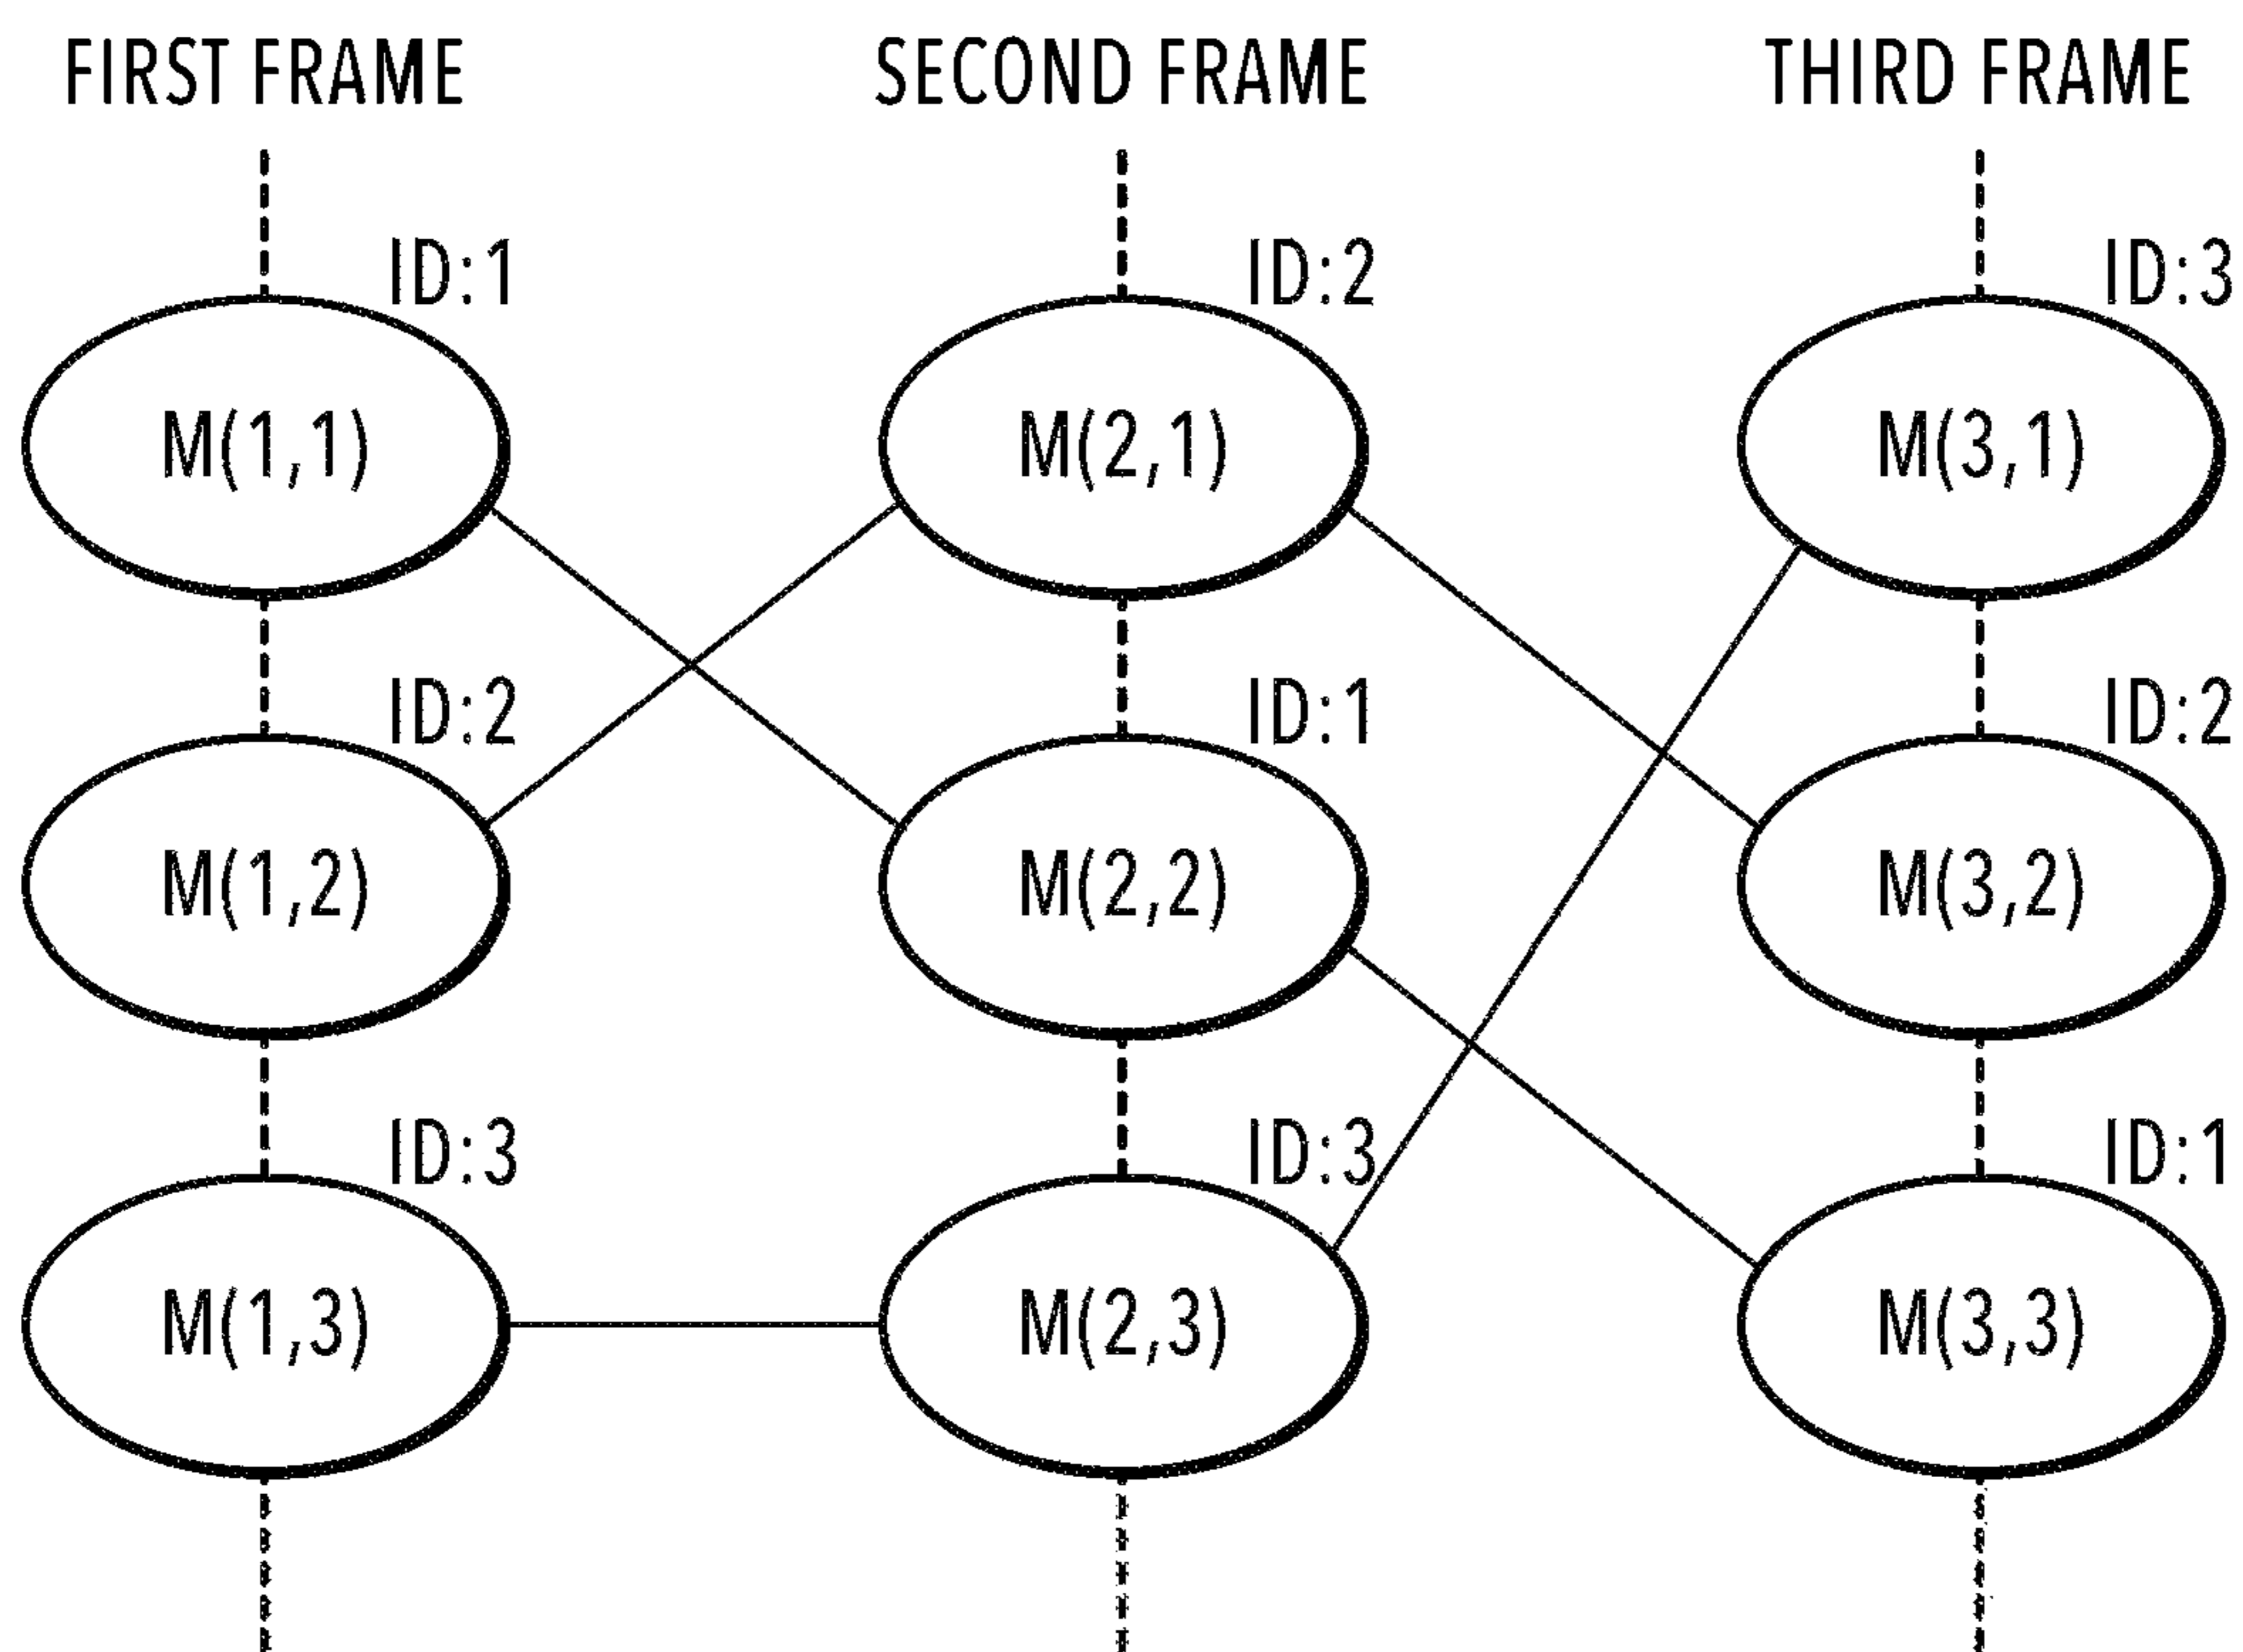 FIRST FRAME SECOND FRAME THIRD FRAME
ID:1 ID:2 ID:3
M(1,1) M(2,1) M(3,1)
ID:2 ID:1 ID:2
M(1,2) M(2,2) M(3,2)
ID:3 ID:3 ID:1
M(1,3) M(2,3) M(3,3)